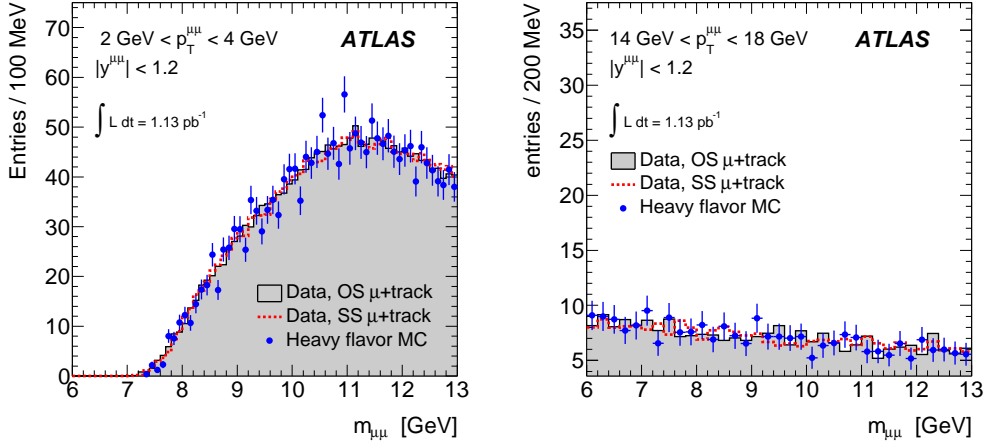 Entries / 100 MeV
70
60
50
40
30
20
10
0
2 GeV < p_T^μμ < 4 GeV
ATLAS
|y^μμ| < 1.2
∫ L dt = 1.13 pb⁻¹
Data, OS μ+track
Data, SS μ+track
Heavy flavor MC
6 7 8 9 10 11 12 13
m_μμ [GeV]
entries / 200 MeV
35
30
25
20
15
10
5
14 GeV < p_T^μμ < 18 GeV
ATLAS
|y^μμ| < 1.2
∫ L dt = 1.13 pb⁻¹
Data, OS μ+track
Data, SS μ+track
Heavy flavor MC
6 7 8 9 10 11 12 13
m_μμ [GeV]